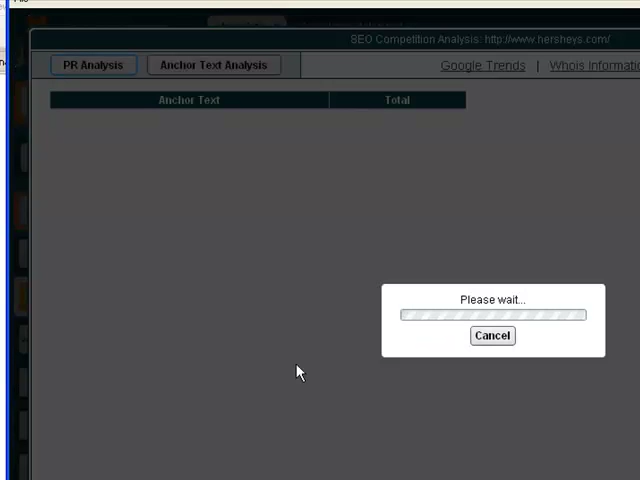 SEO Competition Analysis: http://www.hersheys.com/
PR Analysis
Anchor Text Analysis
Google Trends | Whois Informatio
Anchor Text
Total
Please wait...
Cancel